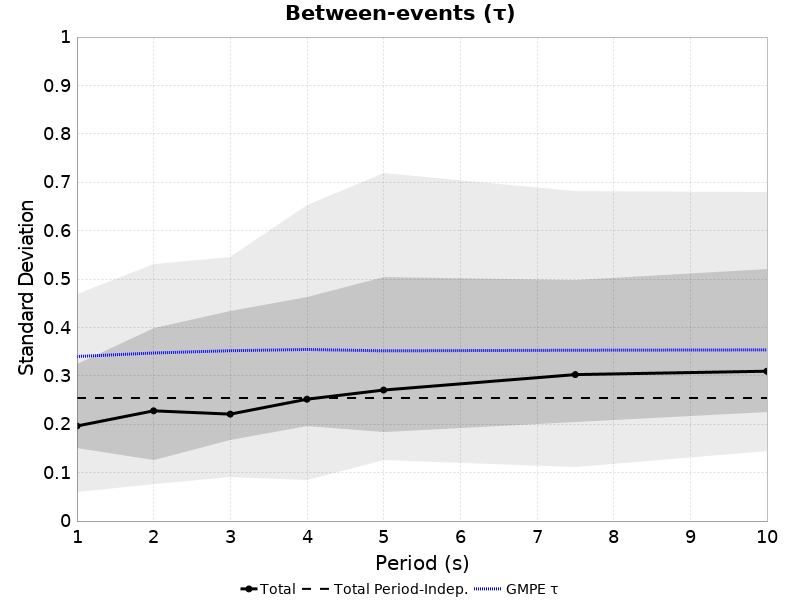 Between-events (τ)
1
0.9
0.8
0.7
0.6
0.5
0.4
0.3
0.2
0.1
0
Standard Deviation
1 2 3 4 5 6 7 8 9 10
Period (s)
Total Total Period-Indep. GMPE τ